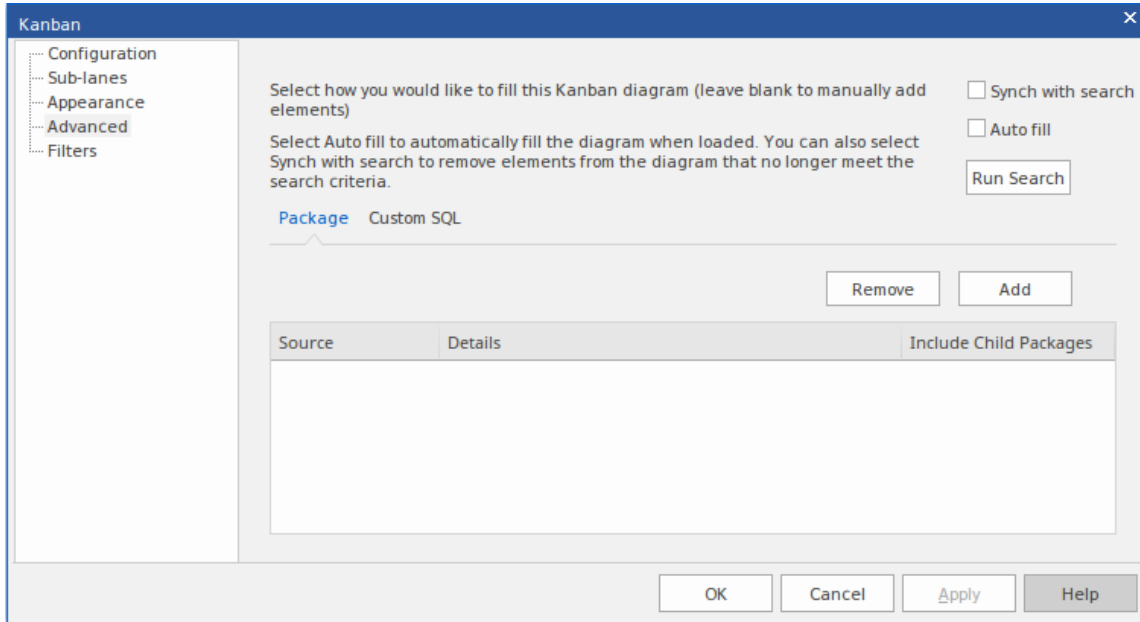 Kanban
Configuration
Sub-lanes
Appearance
Advanced
Filters
Select how you would like to fill this Kanban diagram (leave blank to manually add
elements)
Select Auto fill to automatically fill the diagram when loaded. You can also select
Synch with search to remove elements from the diagram that no longer meet the
search criteria.
Synch with search
Auto fill
Run Search
Package Custom SQL
Remove Add
Source Details Include Child Packages
OK Cancel Apply Help